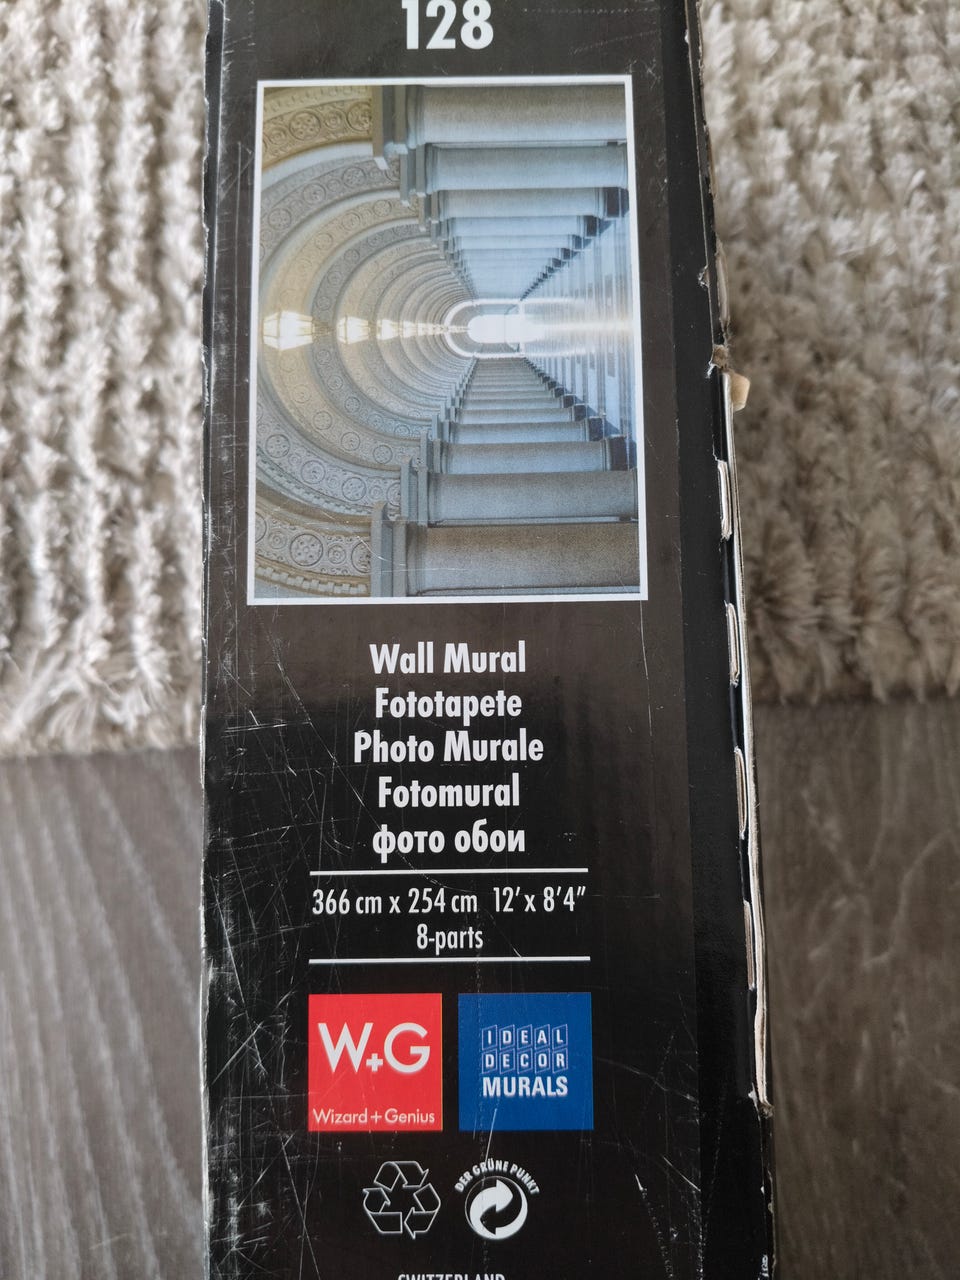 128
Wall Mural
Fototapete
Photo Murale
Fotomural
фото обои
366 cm x 254 cm 12' x 8'4"
8-parts
W+G
Wizard+Genius
IDEAL
DECOR
MURALS
DER GRÜNE PUNKT
SWITZERLAND